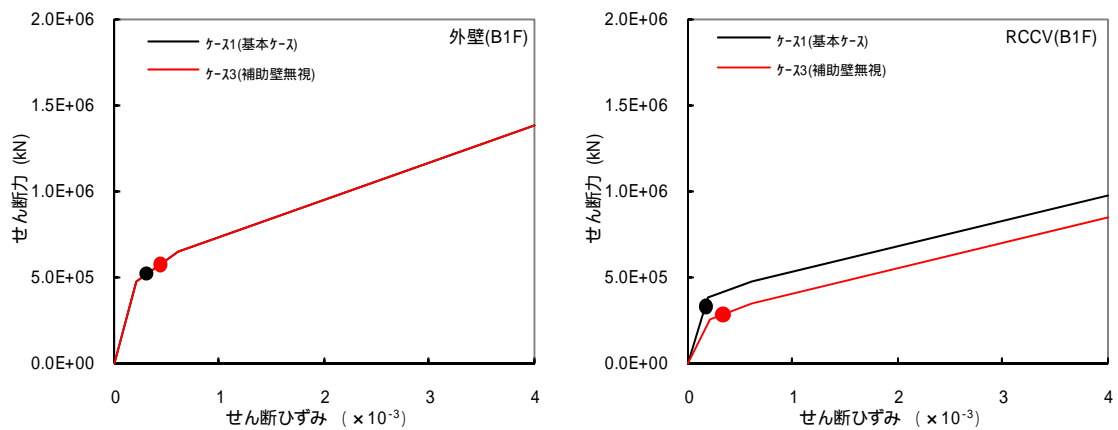 外壁(B1F)
ｹｰｽ1(基本ｹｰｽ)
ｹｰｽ3(補助壁無視)
2.0E+06
1.5E+06
1.0E+06
5.0E+05
0.0E+00
せん断力 (kN)
0 1 2 3 4
せん断ひずみ (×10⁻³)
RCCV(B1F)
ｹｰｽ1(基本ｹｰｽ)
ｹｰｽ3(補助壁無視)
2.0E+06
1.5E+06
1.0E+06
5.0E+05
0.0E+00
せん断力 (kN)
0 1 2 3 4
せん断ひずみ (×10⁻³)